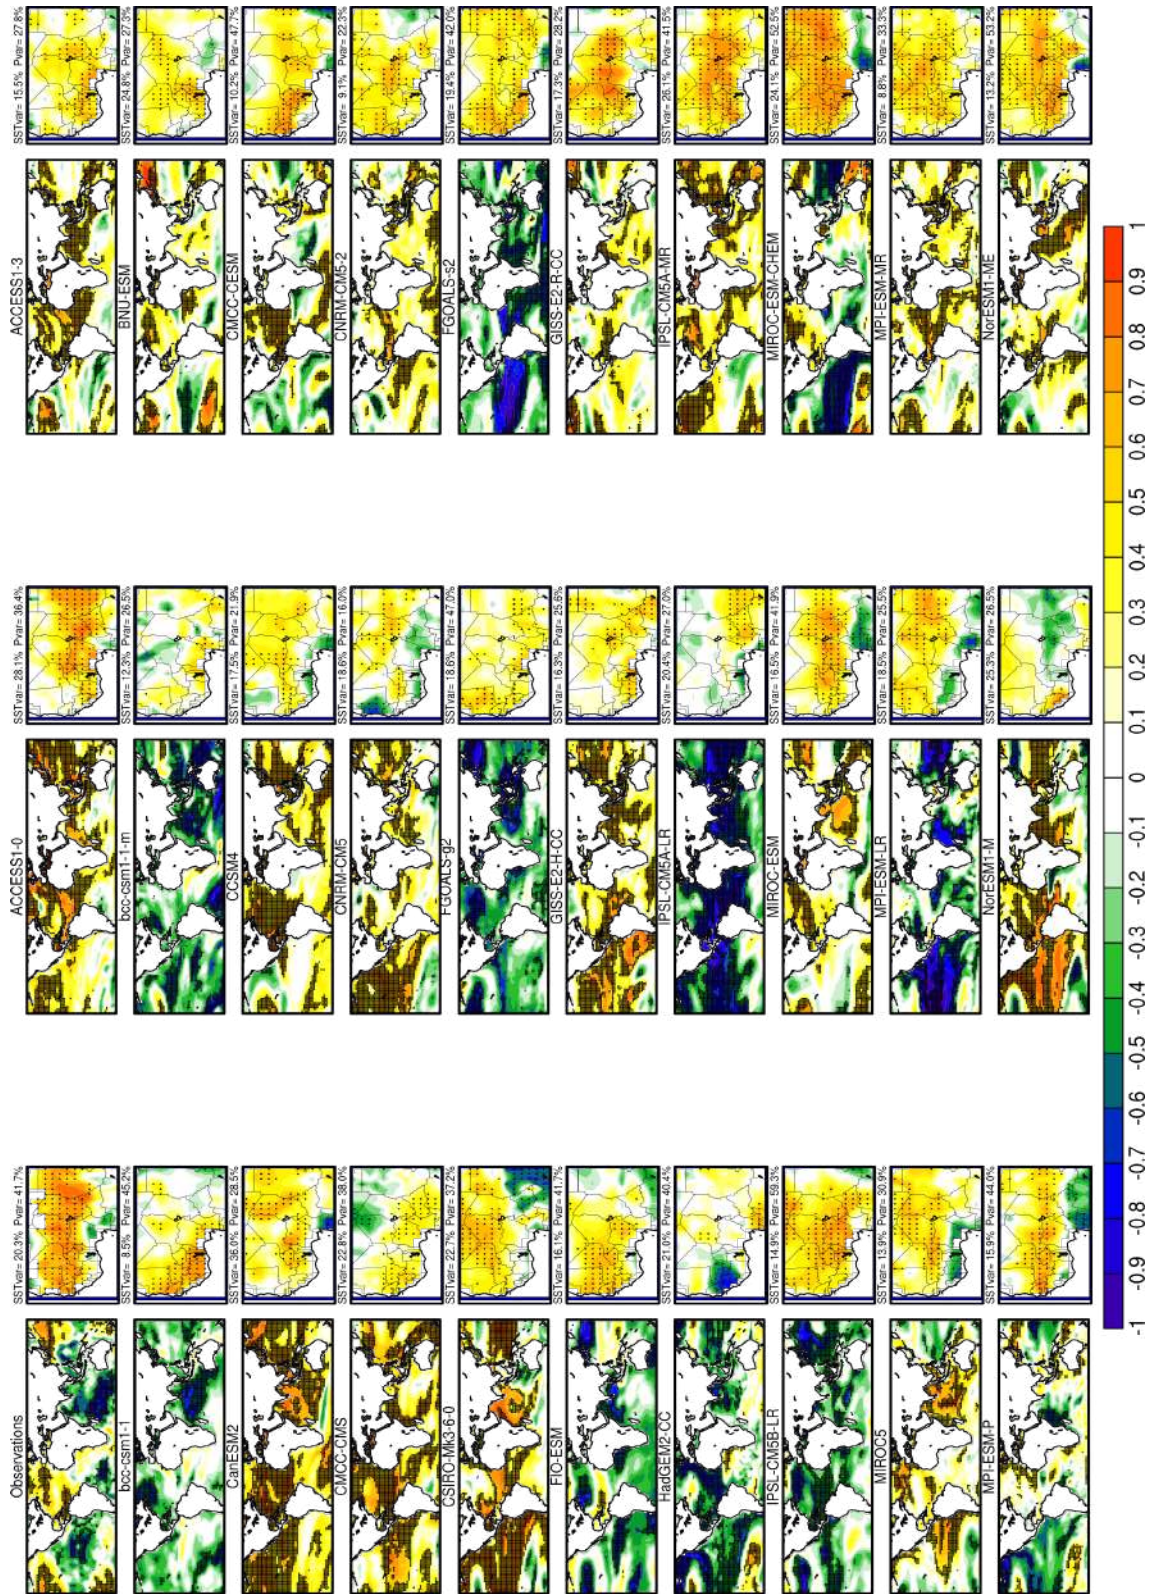 Observations SSTvar= 20.3% Pvar= 41.7% ACCESS1-0 SSTvar= 28.1% Pvar= 36.4% ACCESS1-3 SSTvar= 15.5% Pvar= 27.8%
bcc-csm1-1 SSTvar= 8.5% Pvar= 45.2% bcc-csm1-1-m SSTvar= 12.3% Pvar= 26.5% BNU-ESM SSTvar= 24.8% Pvar= 27.3%
CanESM2 SSTvar= 36.0% Pvar= 28.5% CCSM4 SSTvar= 17.5% Pvar= 21.9% CMCC-CESM SSTvar= 10.2% Pvar= 47.7%
CMCC-CMS SSTvar= 22.8% Pvar= 38.0% CNRM-CM5 SSTvar= 18.6% Pvar= 16.0% CNRM-CM5-2 SSTvar= 9.1% Pvar= 22.3%
CSIRO-Mk3-6-0 SSTvar= 22.7% Pvar= 37.2% FGOALS-g2 SSTvar= 18.6% Pvar= 47.0% FGOALS-s2 SSTvar= 19.4% Pvar= 42.0%
FIO-ESM SSTvar= 16.1% Pvar= 41.7% GISS-E2-H-CC SSTvar= 16.3% Pvar= 25.6% GISS-E2-R-CC SSTvar= 17.3% Pvar= 28.2%
HadGEM2-CC SSTvar= 21.0% Pvar= 40.4% IPSL-CM5A-LR SSTvar= 20.4% Pvar= 27.0% IPSL-CM5A-MR SSTvar= 26.1% Pvar= 41.5%
IPSL-CM5B-LR SSTvar= 14.9% Pvar= 59.3% MIROC-ESM SSTvar= 16.5% Pvar= 41.9% MIROC-ESM-CHEM SSTvar= 24.1% Pvar= 52.5%
MIROC5 SSTvar= 13.9% Pvar= 30.9% MPI-ESM-LR SSTvar= 18.5% Pvar= 25.5% MPI-ESM-MR SSTvar= 8.8% Pvar= 33.3%
MPI-ESM-P SSTvar= 15.9% Pvar= 44.0% NorESM1-M SSTvar= 25.3% Pvar= 26.5% NorESM1-ME SSTvar= 13.2% Pvar= 53.2%
-1 -0.9 -0.8 -0.7 -0.6 -0.5 -0.4 -0.3 -0.2 -0.1 0 0.1 0.2 0.3 0.4 0.5 0.6 0.7 0.8 0.9 1